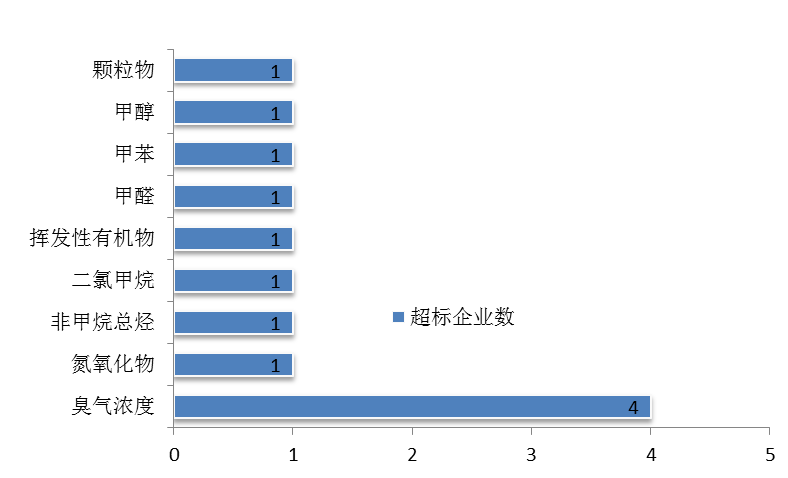 颗粒物 1
甲醇 1
甲苯 1
甲醛 1
挥发性有机物 1
二氯甲烷 1
非甲烷总烃 1
超标企业数
氮氧化物 1
臭气浓度 4
0 1 2 3 4 5